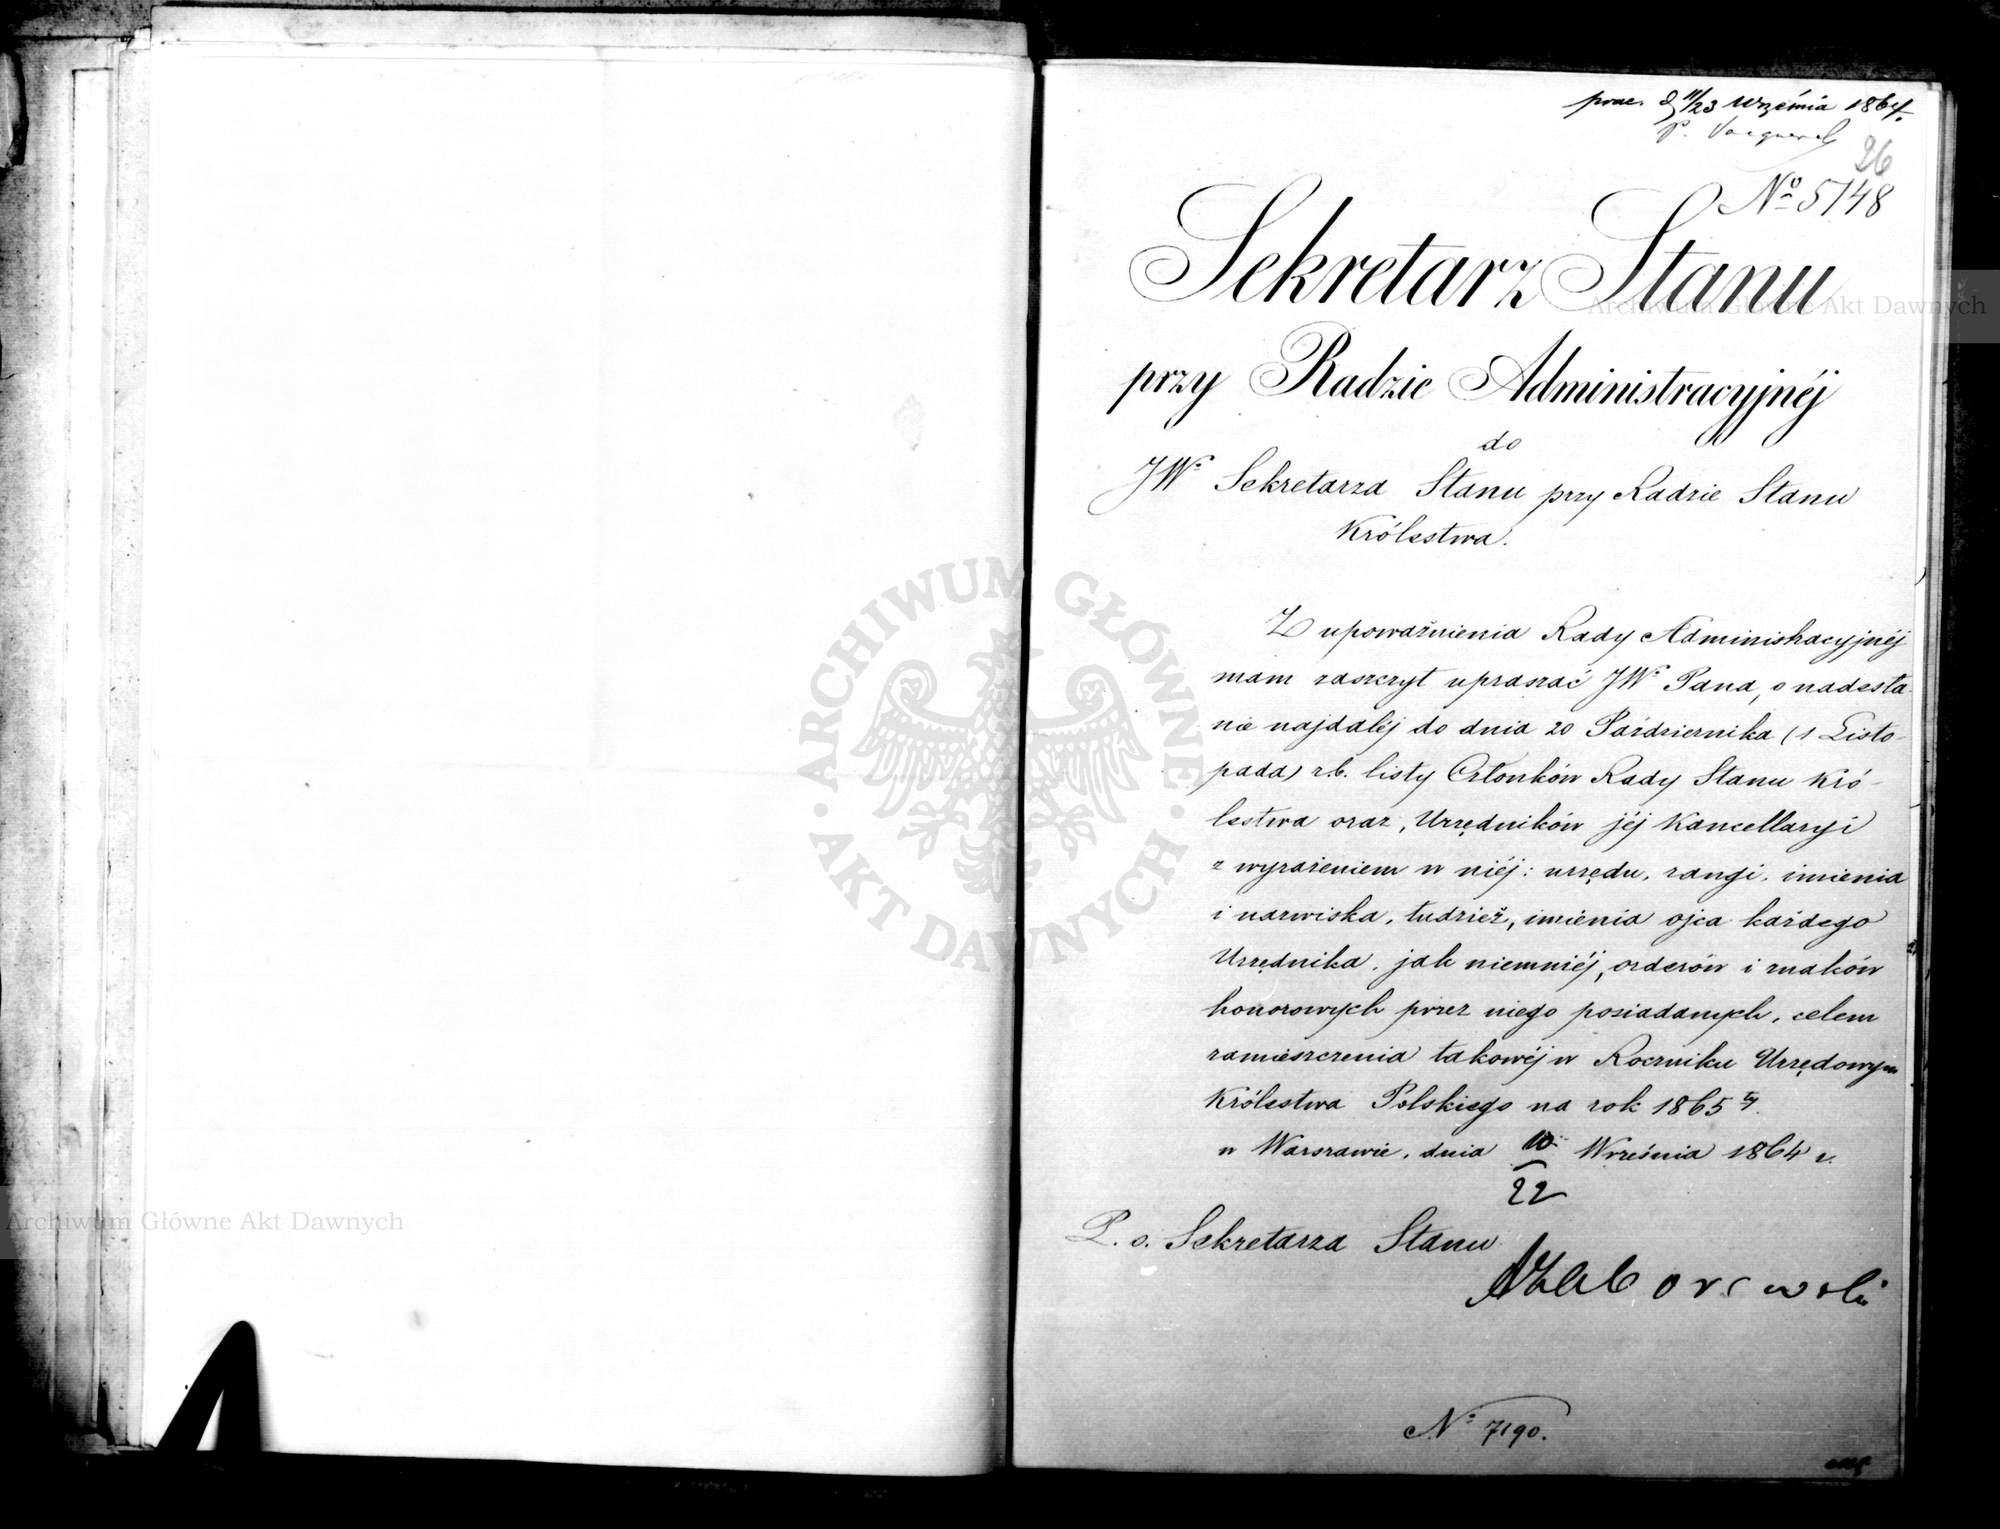 d 11/23 Września 1864.
26
Nº 5148
Sekretarz Stanu
przy Radzie Administracyjnéj
do
JW. Sekretarza Stanu przy Radzie Stanu
Królestwa.
Z upoważnienia Rady Administracyjnéj
mam zaszczyt upraszać JW. Pana, o nadesła-
nie najdaléj do dnia 20 Października (1 Listo-
pada) r.b. listy Członków Rady Stanu Kró-
lestwa oraz, Urzędników jéj Kancellaryi
z wyrażeniem w niéj: urzędu, rangi, imienia
i nazwiska, tudzież, imienia ojca każdego
Urzędnika, jak niemniéj, orderów i znaków
honorowych przez niego posiadanych, celem
zamieszczenia takowéj w Roczniku Urzędowym
Królestwa Polskiego na rok 1865ty.
w Warszawie, dnia 10/22 Września 1864 r.
P. o. Sekretarza Stanu
Nº 7190.
ARCHIWUM GŁÓWNE AKT DAWNYCH
Archiwum Główne Akt Dawnych
Archiwum Główne Akt Dawnych